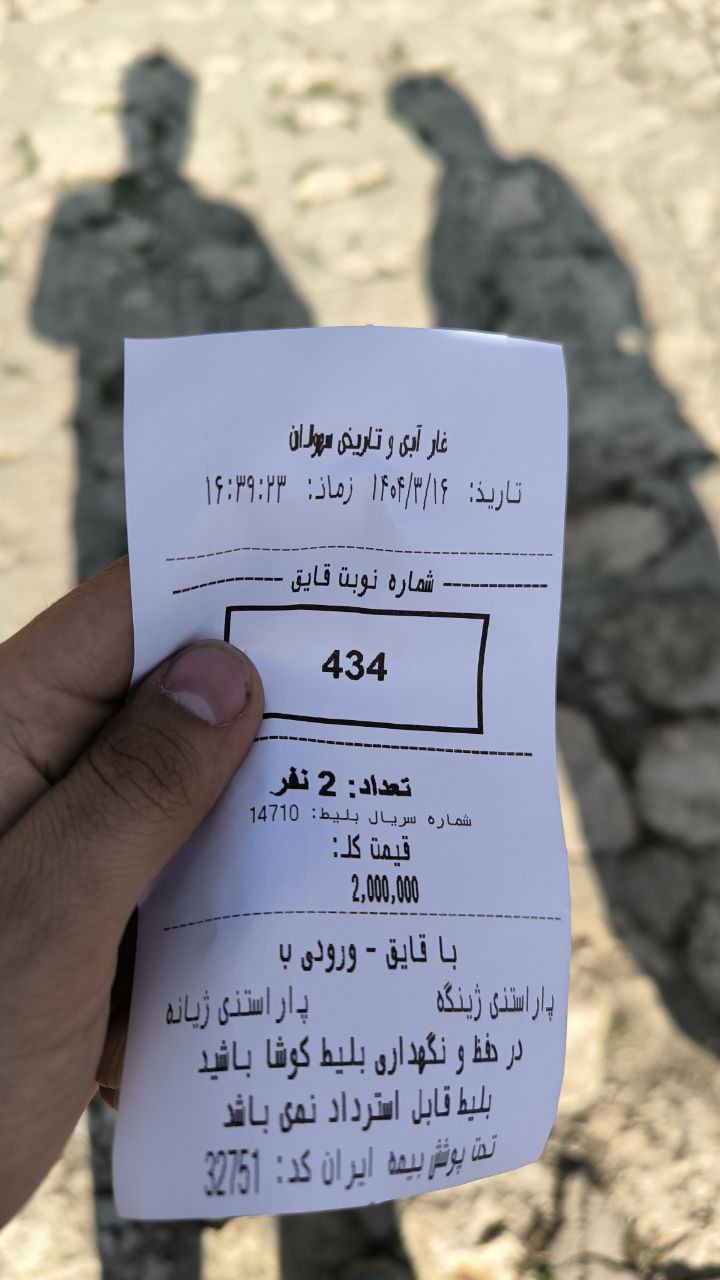 غار آبی و تاریخی سهولان
تاریخ: ۱۴۰۴/۳/۱۶ زمان: ۱۶:۳۹:۲۳
شماره نوبت قایق
434
تعداد: 2 نفر
شماره سریال بلیط: 14710
قیمت کل:
2,000,000
با قایق - ورودی ب
پاراستنی ژینگه پاراستنی ژیانه
در حفظ و نگهداری بلیط کوشا باشید
بلیط قابل استرداد نمی باشد
تحت پوشش بیمه ایران کد: 32751